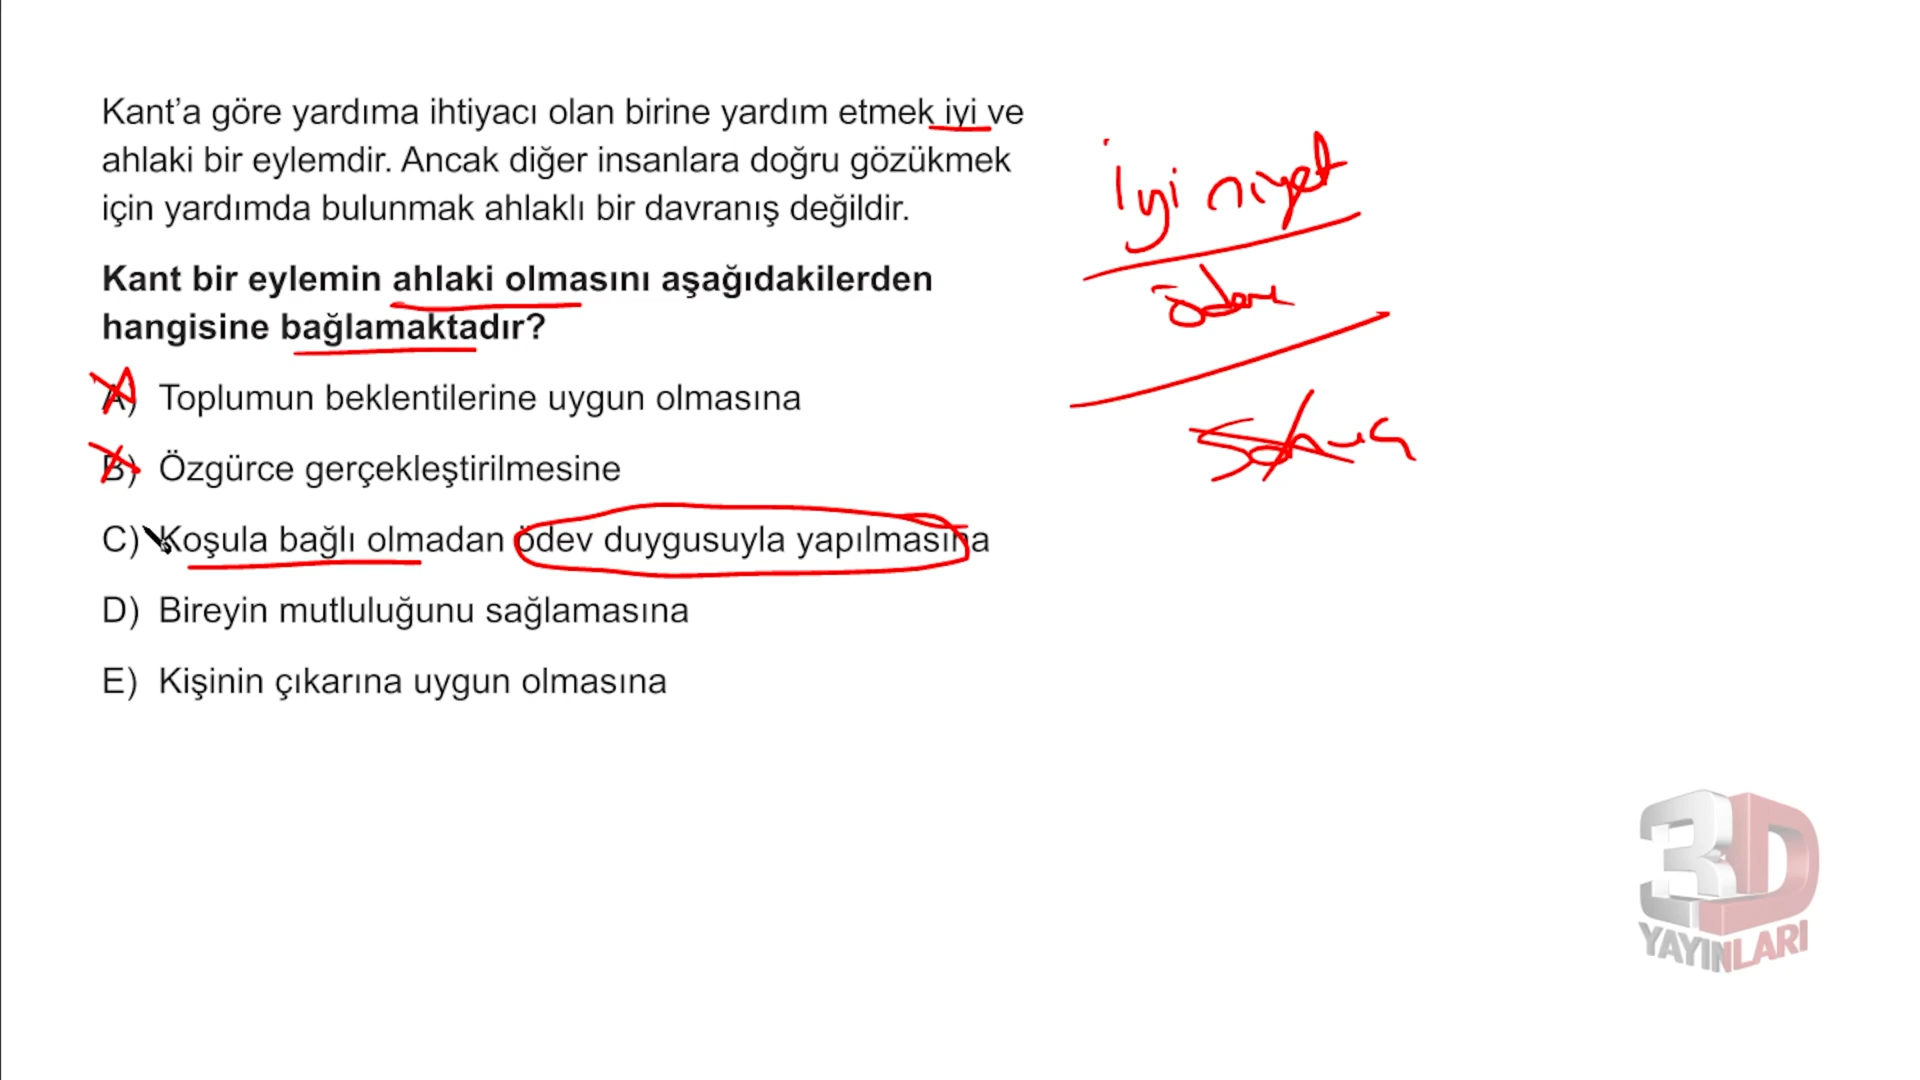 Kant’a göre yardıma ihtiyacı olan birine yardım etmek iyi ve
ahlaki bir eylemdir. Ancak diğer insanlara doğru gözükmek
için yardımda bulunmak ahlaklı bir davranış değildir.
Kant bir eylemin ahlaki olmasını aşağıdakilerden
hangisine bağlamaktadır?
A) Toplumun beklentilerine uygun olmasına
B) Özgürce gerçekleştirilmesine
C) Koşula bağlı olmadan ödev duygusuyla yapılmasına
D) Bireyin mutluluğunu sağlamasına
E) Kişinin çıkarına uygun olmasına
İyi niyet
ödev
Sonuç
3D
YAYINLARI